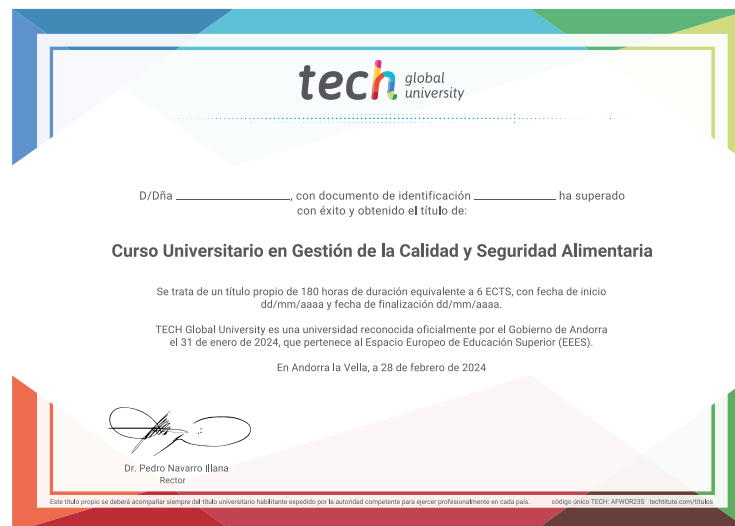 tech global university
D/Dña ____________________, con documento de identificación ______________ ha superado
con éxito y obtenido el título de:
Curso Universitario en Gestión de la Calidad y Seguridad Alimentaria
Se trata de un título propio de 180 horas de duración equivalente a 6 ECTS, con fecha de inicio
dd/mm/aaaa y fecha de finalización dd/mm/aaaa.
TECH Global University es una universidad reconocida oficialmente por el Gobierno de Andorra
el 31 de enero de 2024, que pertenece al Espacio Europeo de Educación Superior (EEES).
En Andorra la Vella, a 28 de febrero de 2024
Dr. Pedro Navarro Illana
Rector
Este título propio se deberá acompañar siempre del título universitario habilitante expedido por la autoridad competente para ejercer profesionalmente en cada país. código único TECH: AFWOR23S techtitute.com/titulos